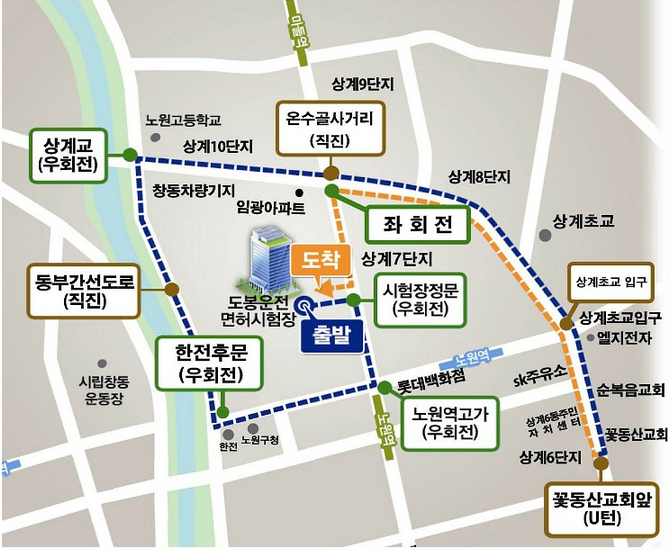 마들역
상계9단지
노원고등학교
온수골사거리
(직진)
상계교
(우회전)
상계10단지
창동차량기지
임광아파트
상계8단지
좌 회 전
상계초교
도착
상계7단지
동부간선도로
(직진)
도봉운전
면허시험장
출발
시험장정문
(우회전)
상계초교 입구
상계초교입구
엘지전자
한전후문
(우회전)
노원역
롯데백화점
sk주유소
순복음교회
시립창동
운동장
노원역고가
(우회전)
상계6동주민
자 치 센 터
꽃동산교회
한전
노원구청
노원역
상계6단지
꽃동산교회앞
(U턴)